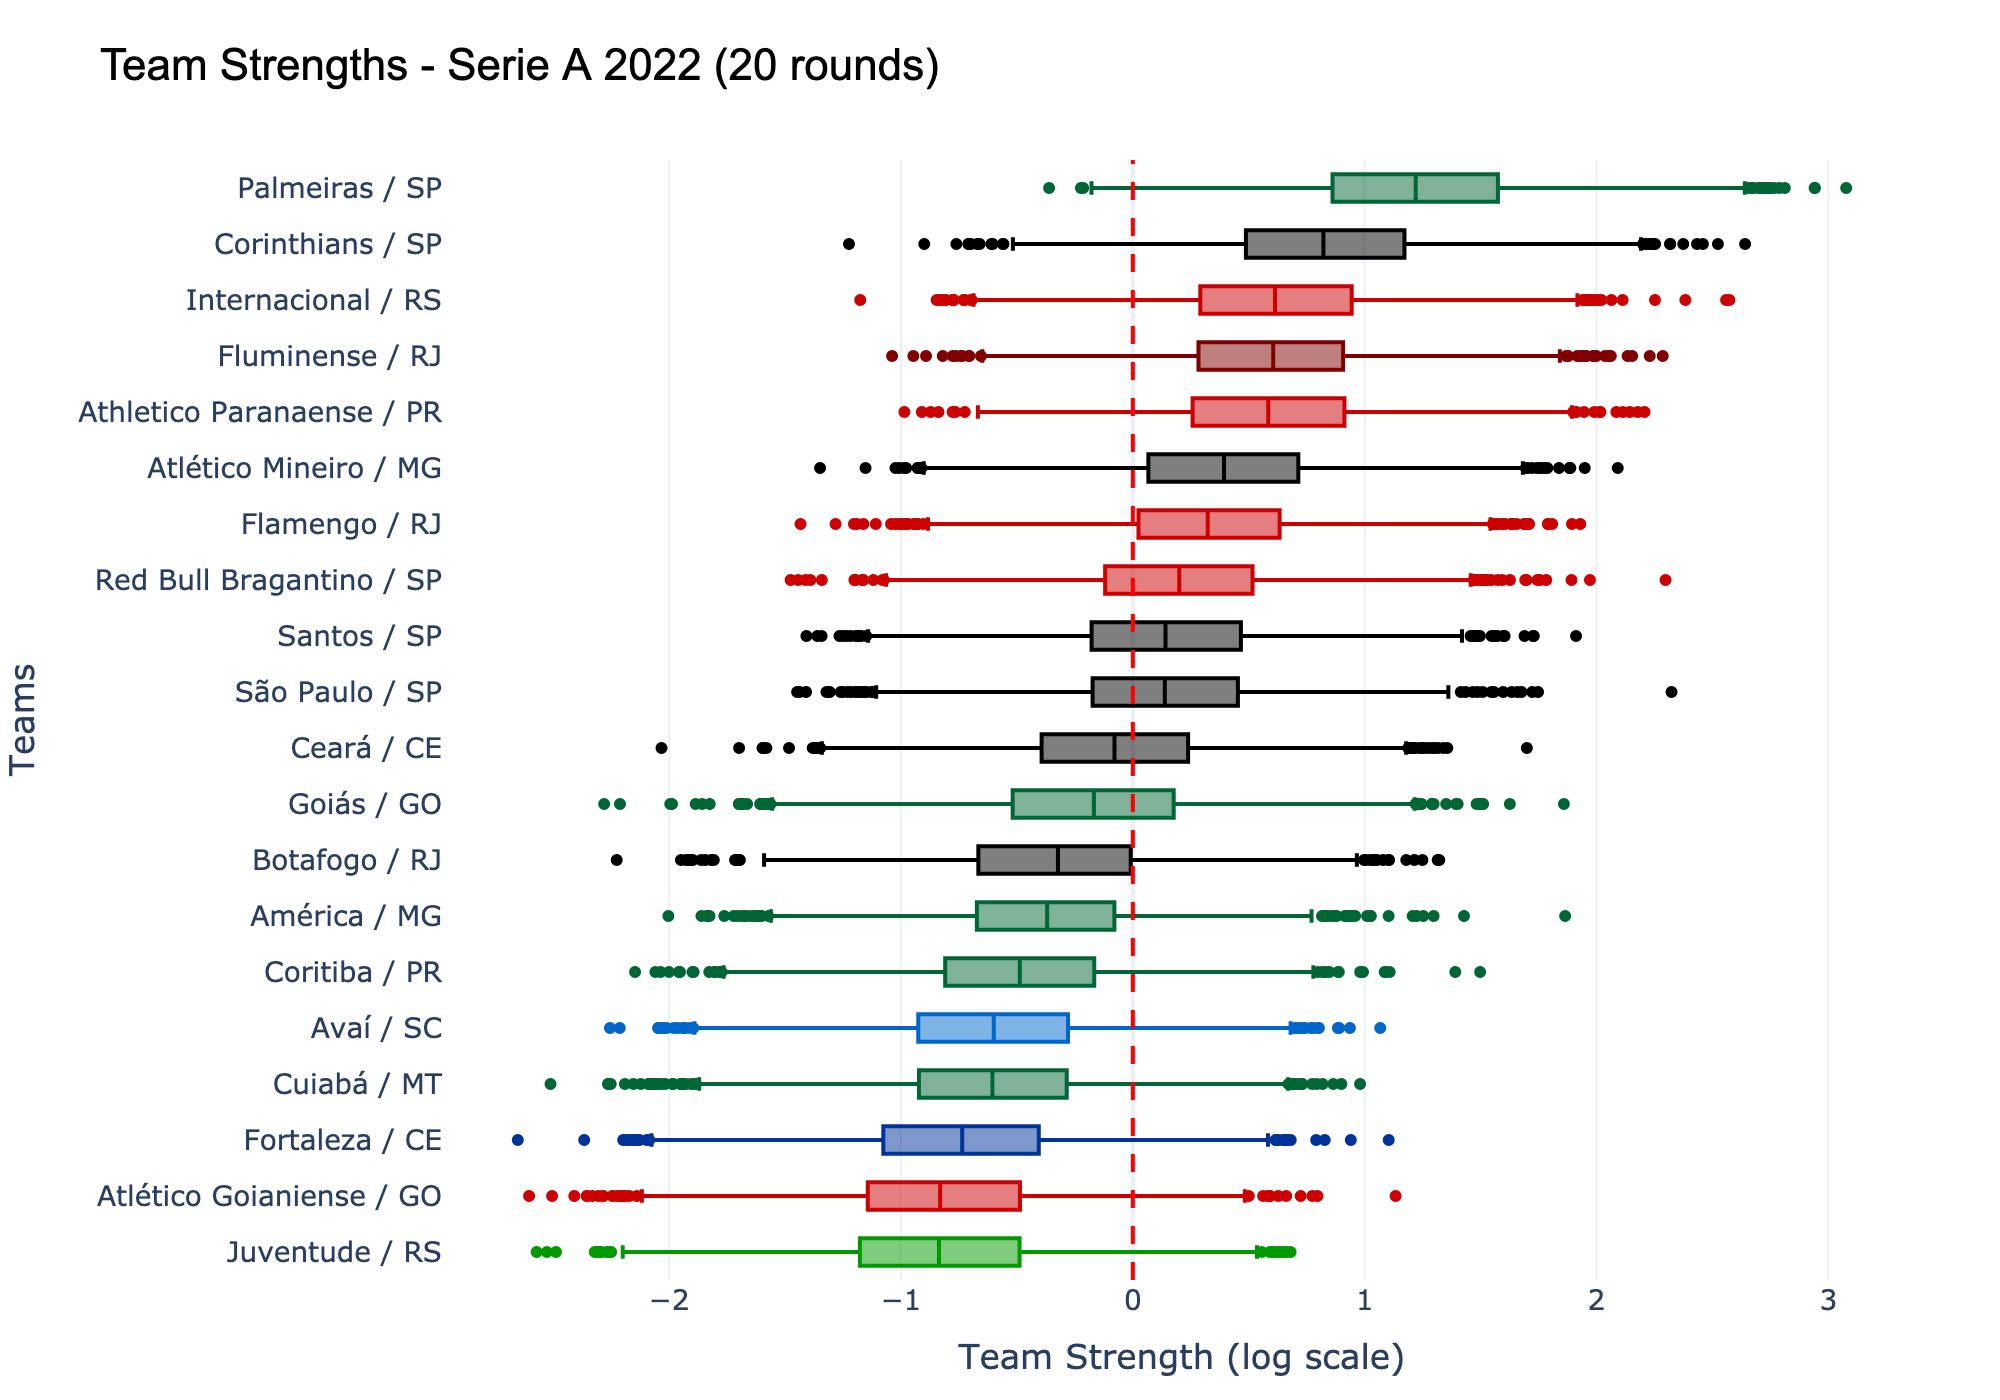 Team Strengths - Serie A 2022 (20 rounds)
Palmeiras / SP
Corinthians / SP
Internacional / RS
Fluminense / RJ
Athletico Paranaense / PR
Atlético Mineiro / MG
Flamengo / RJ
Red Bull Bragantino / SP
Santos / SP
São Paulo / SP
Ceará / CE
Goiás / GO
Botafogo / RJ
América / MG
Coritiba / PR
Avaí / SC
Cuiabá / MT
Fortaleza / CE
Atlético Goianiense / GO
Juventude / RS
Teams
−2 −1 0 1 2 3
Team Strength (log scale)